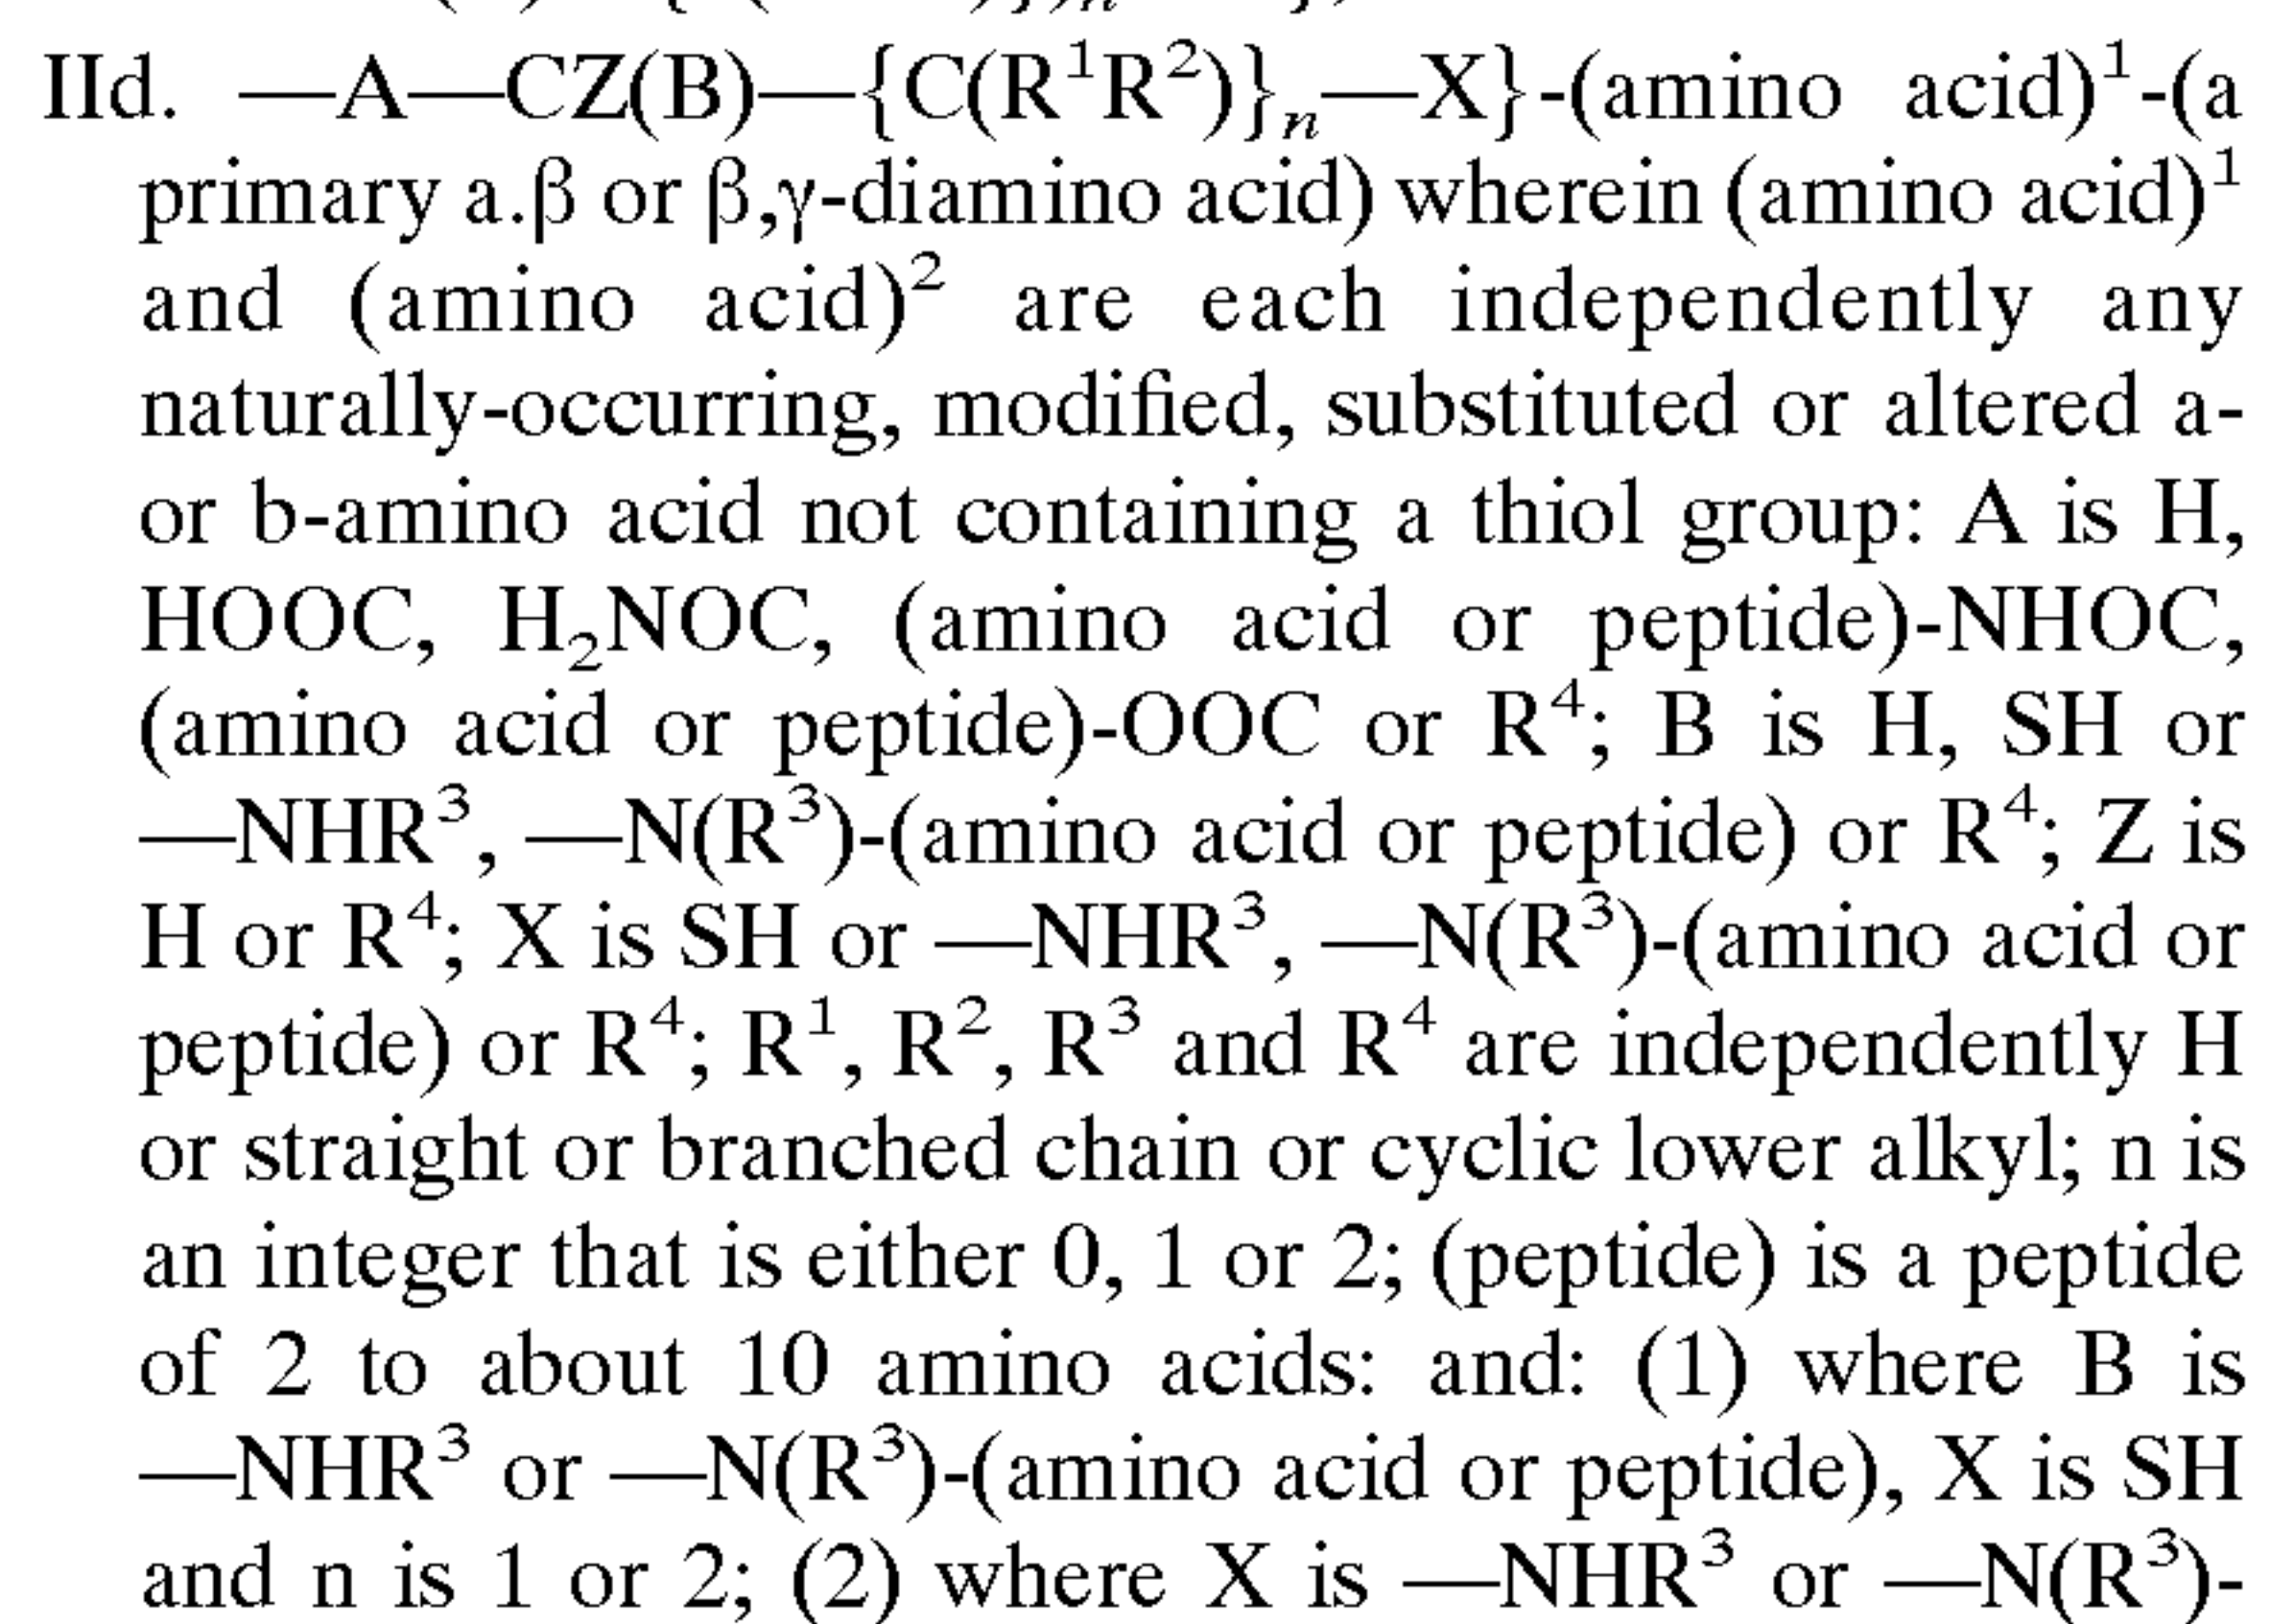 IId. —A—CZ(B)—{C(R¹R²)}ₙ—X}-(amino acid)¹-(a
primary a.β or β,γ-diamino acid) wherein (amino acid)¹
and (amino acid)² are each independently any
naturally-occurring, modified, substituted or altered a-
or b-amino acid not containing a thiol group: A is H,
HOOC, H₂NOC, (amino acid or peptide)-NHOC,
(amino acid or peptide)-OOC or R⁴; B is H, SH or
—NHR³, —N(R³)-(amino acid or peptide) or R⁴; Z is
H or R⁴; X is SH or —NHR³, —N(R³)-(amino acid or
peptide) or R⁴; R¹, R², R³ and R⁴ are independently H
or straight or branched chain or cyclic lower alkyl; n is
an integer that is either 0, 1 or 2; (peptide) is a peptide
of 2 to about 10 amino acids: and: (1) where B is
—NHR³ or —N(R³)-(amino acid or peptide), X is SH
and n is 1 or 2; (2) where X is —NHR³ or —N(R³)-